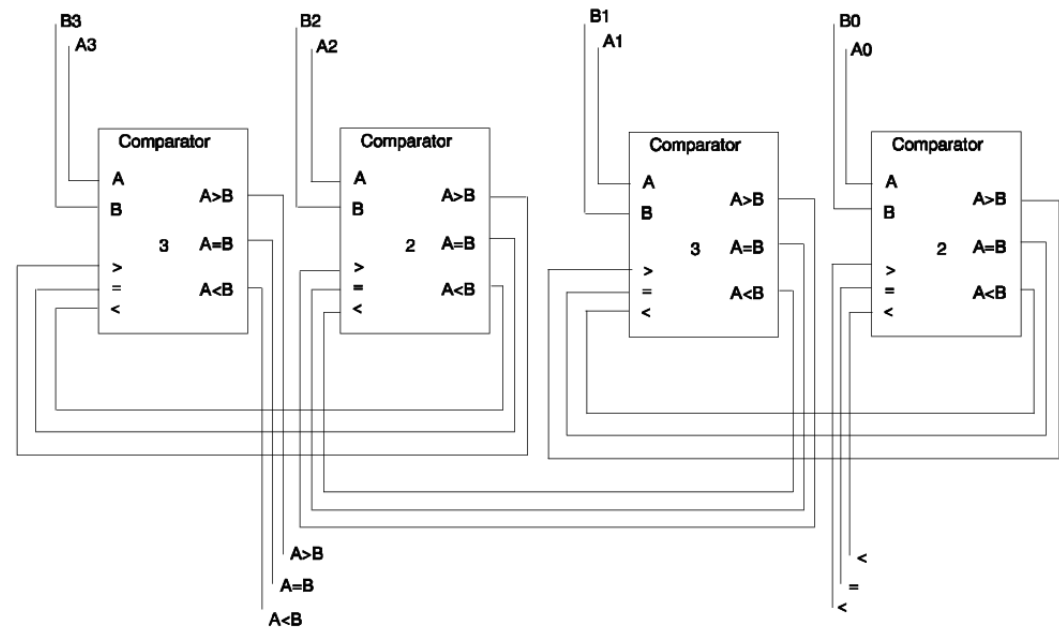 B3
A3
B2
A2
B1
A1
B0
A0
Comparator
A
B
>
=
<
3
A>B
A=B
A<B
Comparator
A
B
>
=
<
2
A>B
A=B
A<B
Comparator
A
B
>
=
<
3
A>B
A=B
A<B
Comparator
A
B
>
=
<
2
A>B
A=B
A<B
A>B
A=B
A<B
<
=
<